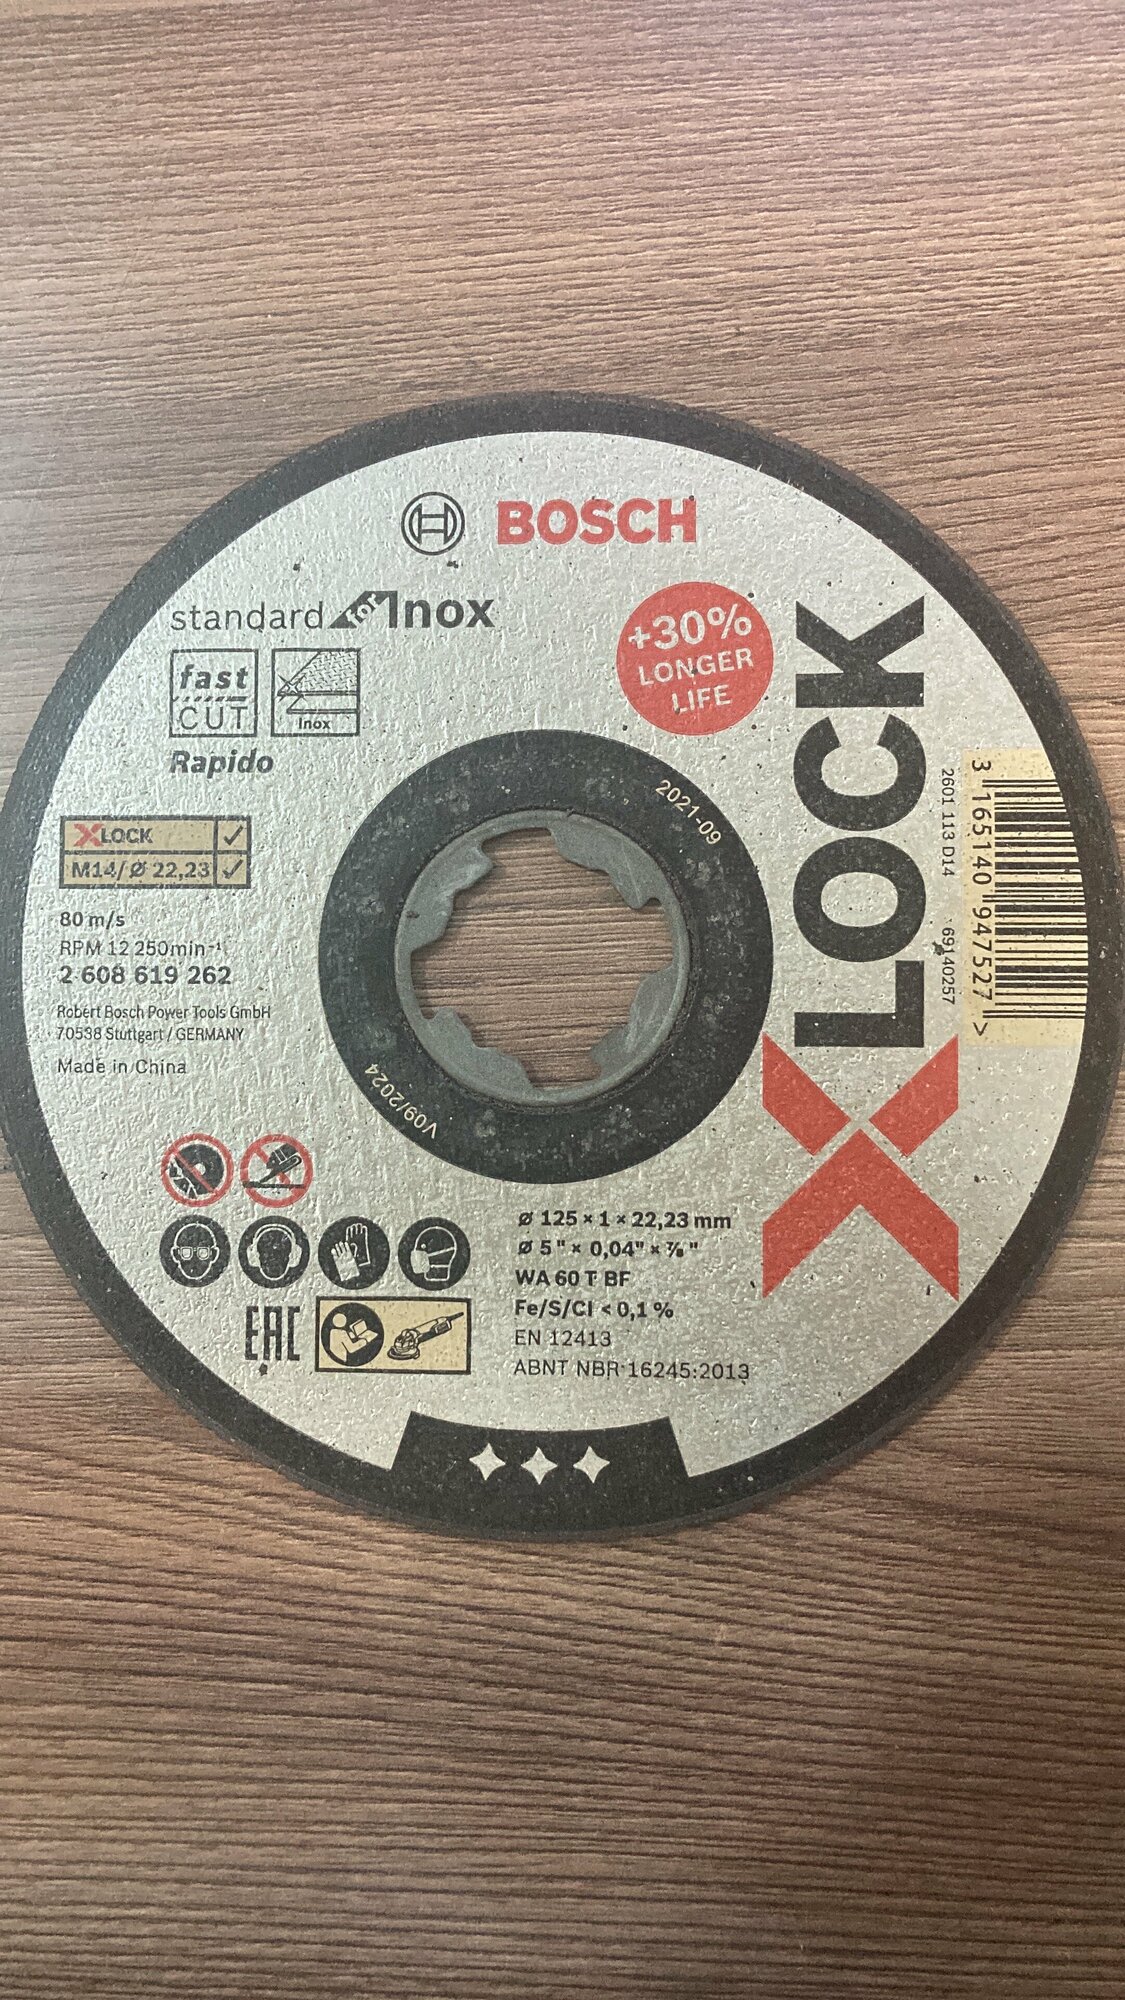 BOSCH
standard for Inox
+30%
LONGER
LIFE
fast
CUT
Inox
Rapido
XLOCK
M14/Ø 22,23
80 m/s
RPM 12 250min⁻¹
2 608 619 262
Robert Bosch Power Tools GmbH
70538 Stuttgart / GERMANY
Made in China
2021-09
V09/2024
X LOCK
3 165140 947527 >
2601 113 D14 69140257
Ø 125 × 1 × 22,23 mm
Ø 5" × 0,04" × ⅞"
WA 60 T BF
Fe/S/Cl < 0,1 %
EN 12413
ABNT NBR 16245:2013
EAC